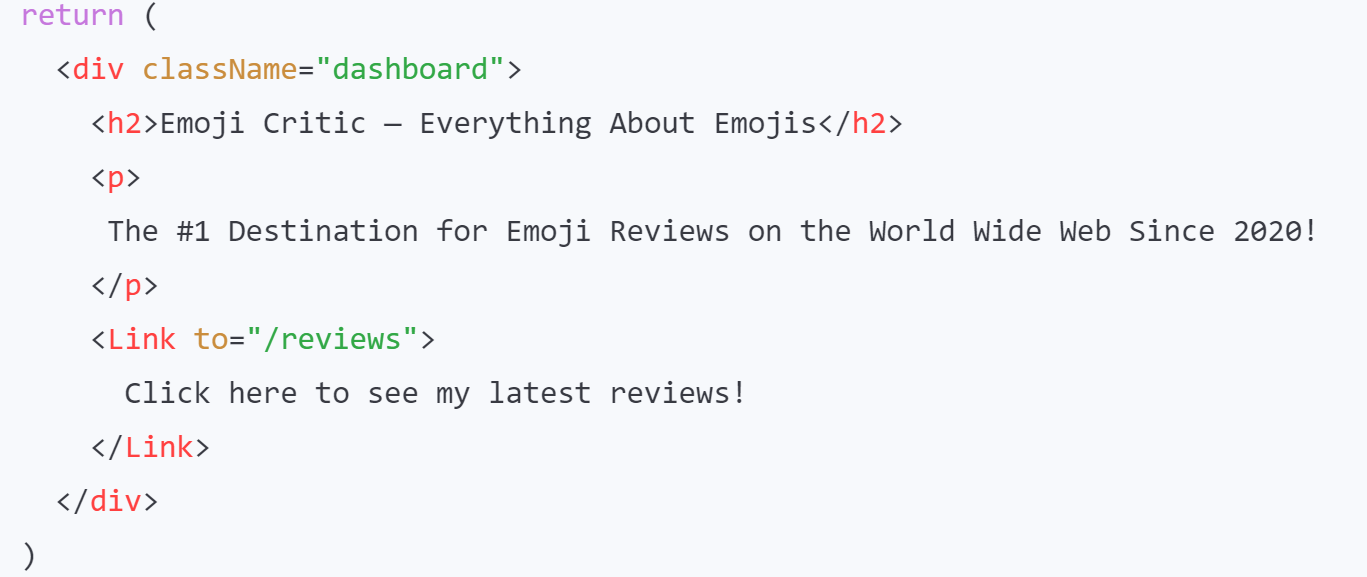 return (
<div className="dashboard">
<h2>Emoji Critic — Everything About Emojis</h2>
<p>
The #1 Destination for Emoji Reviews on the World Wide Web Since 2020!
</p>
<Link to="/reviews">
Click here to see my latest reviews!
</Link>
</div>
)